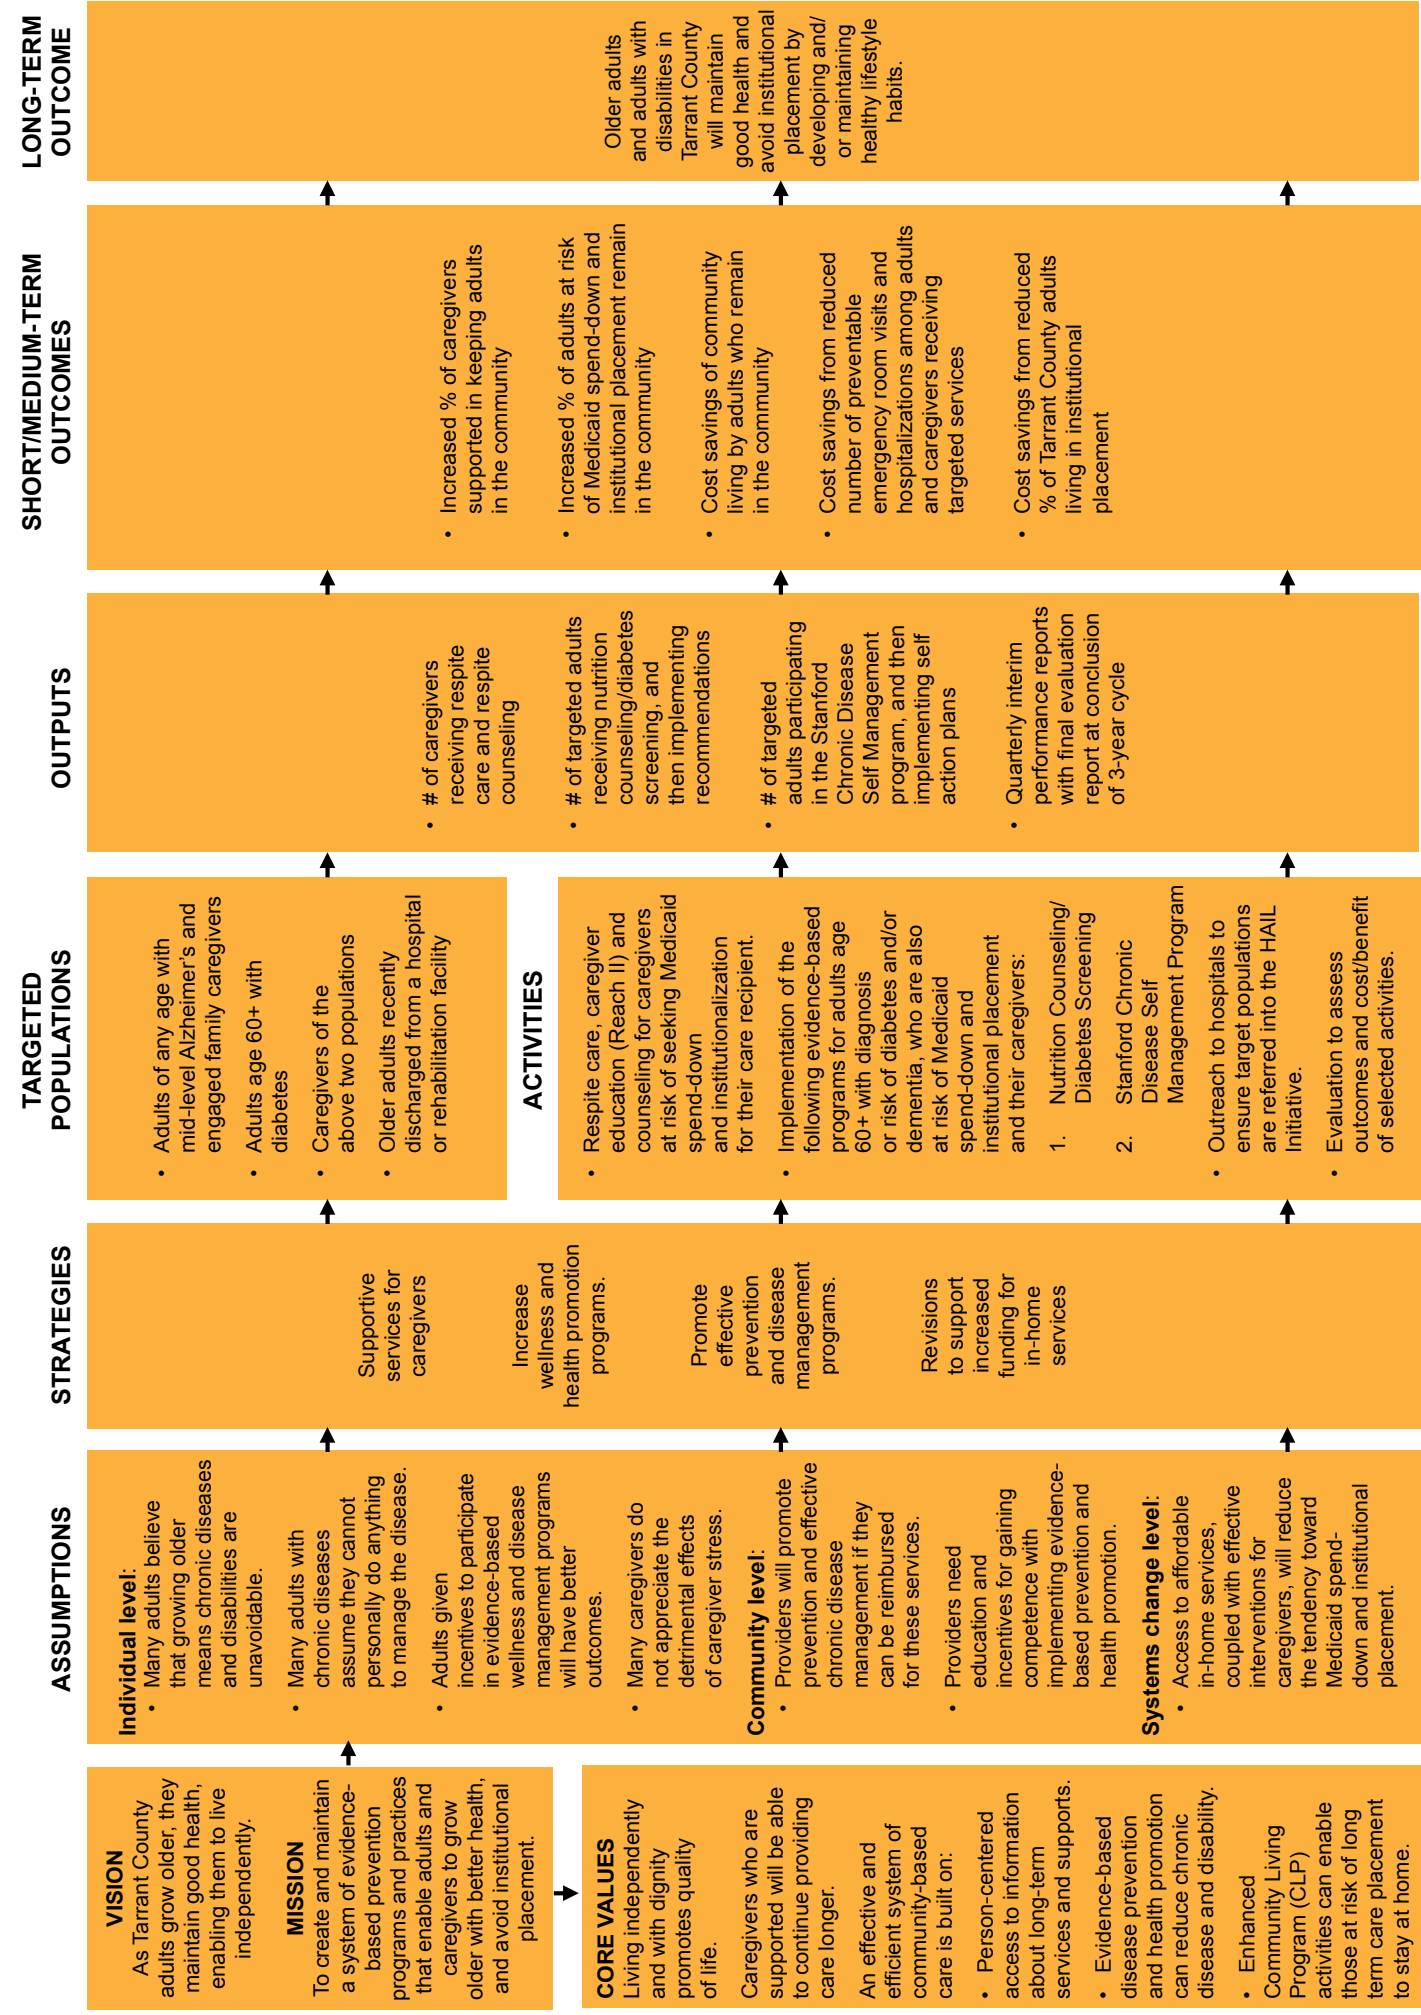 VISION
As Tarrant County
adults grow older, they
maintain good health,
enabling them to live
independently.
MISSION
To create and maintain
a system of evidence-
based prevention
programs and practices
that enable adults and
caregivers to grow
older with better health,
and avoid institutional
placement.
CORE VALUES
Living independently
and with dignity
promotes quality
of life.
Caregivers who are
supported will be able
to continue providing
care longer.
An effective and
efficient system of
community-based
care is built on:
• Person-centered
access to information
about long-term
services and supports.
• Evidence-based
disease prevention
and health promotion
can reduce chronic
disease and disability.
• Enhanced
Community Living
Program (CLP)
activities can enable
those at risk of long
term care placement
to stay at home.
ASSUMPTIONS
Individual level:
• Many adults believe
that growing older
means chronic diseases
and disabilities are
unavoidable.
• Many adults with
chronic diseases
assume they cannot
personally do anything
to manage the disease.
• Adults given
incentives to participate
in evidence-based
wellness and disease
management programs
will have better
outcomes.
• Many caregivers do
not appreciate the
detrimental effects
of caregiver stress.
Community level:
• Providers will promote
prevention and effective
chronic disease
management if they
can be reimbursed
for these services.
• Providers need
education and
incentives for gaining
competence with
implementing evidence-
based prevention and
health promotion.
Systems change level:
• Access to affordable
in-home services,
coupled with effective
interventions for
caregivers, will reduce
the tendency toward
Medicaid spend-
down and institutional
placement.
STRATEGIES
Supportive
services for
caregivers
Increase
wellness and
health promotion
programs.
Promote
effective
prevention
and disease
management
programs.
Revisions
to support
increased
funding for
in-home
services
TARGETED
POPULATIONS
• Adults of any age with
mid-level Alzheimer's and
engaged family caregivers
• Adults age 60+ with
diabetes
• Caregivers of the
above two populations
• Older adults recently
discharged from a hospital
or rehabilitation facility
ACTIVITIES
• Respite care, caregiver
education (Reach II) and
counseling for caregivers
at risk of seeking Medicaid
spend-down
and institutionalization
for their care recipient.
• Implementation of the
following evidence-based
programs for adults age
60+ with diagnosis
or risk of diabetes and/or
dementia, who are also
at risk of Medicaid
spend-down and
institutional placement
and their caregivers:
1. Nutrition Counseling/
Diabetes Screening
2. Stanford Chronic
Disease Self
Management Program
• Outreach to hospitals to
ensure target populations
are referred into the HAIL
Initiative.
• Evaluation to assess
outcomes and cost/benefit
of selected activities.
OUTPUTS
• # of caregivers
receiving respite
care and respite
counseling
• # of targeted adults
receiving nutrition
counseling/diabetes
screening, and
then implementing
recommendations
• # of targeted
adults participating
in the Stanford
Chronic Disease
Self Management
program, and then
implementing self
action plans
• Quarterly interim
performance reports
with final evaluation
report at conclusion
of 3-year cycle
SHORT/MEDIUM-TERM
OUTCOMES
• Increased % of caregivers
supported in keeping adults
in the community
• Increased % of adults at risk
of Medicaid spend-down and
institutional placement remain
in the community
• Cost savings of community
living by adults who remain
in the community
• Cost savings from reduced
number of preventable
emergency room visits and
hospitalizations among adults
and caregivers receiving
targeted services
• Cost savings from reduced
% of Tarrant County adults
living in institutional
placement
LONG-TERM
OUTCOME
Older adults
and adults with
disabilities in
Tarrant County
will maintain
good health and
avoid institutional
placement by
developing and/
or maintaining
healthy lifestyle
habits.